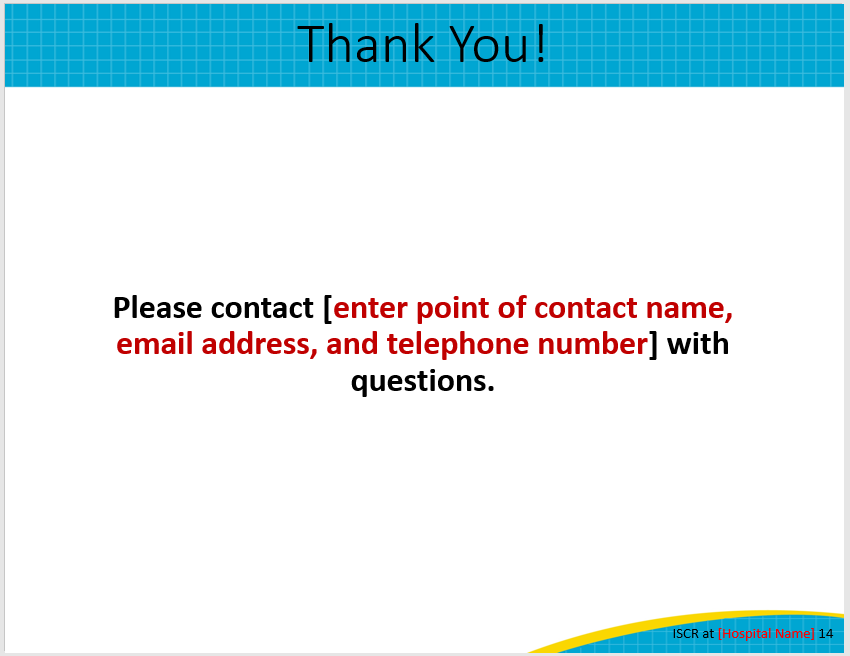 Thank You!
Please contact [enter point of contact name,
email address, and telephone number] with
questions.
ISCR at [Hospital Name] 14